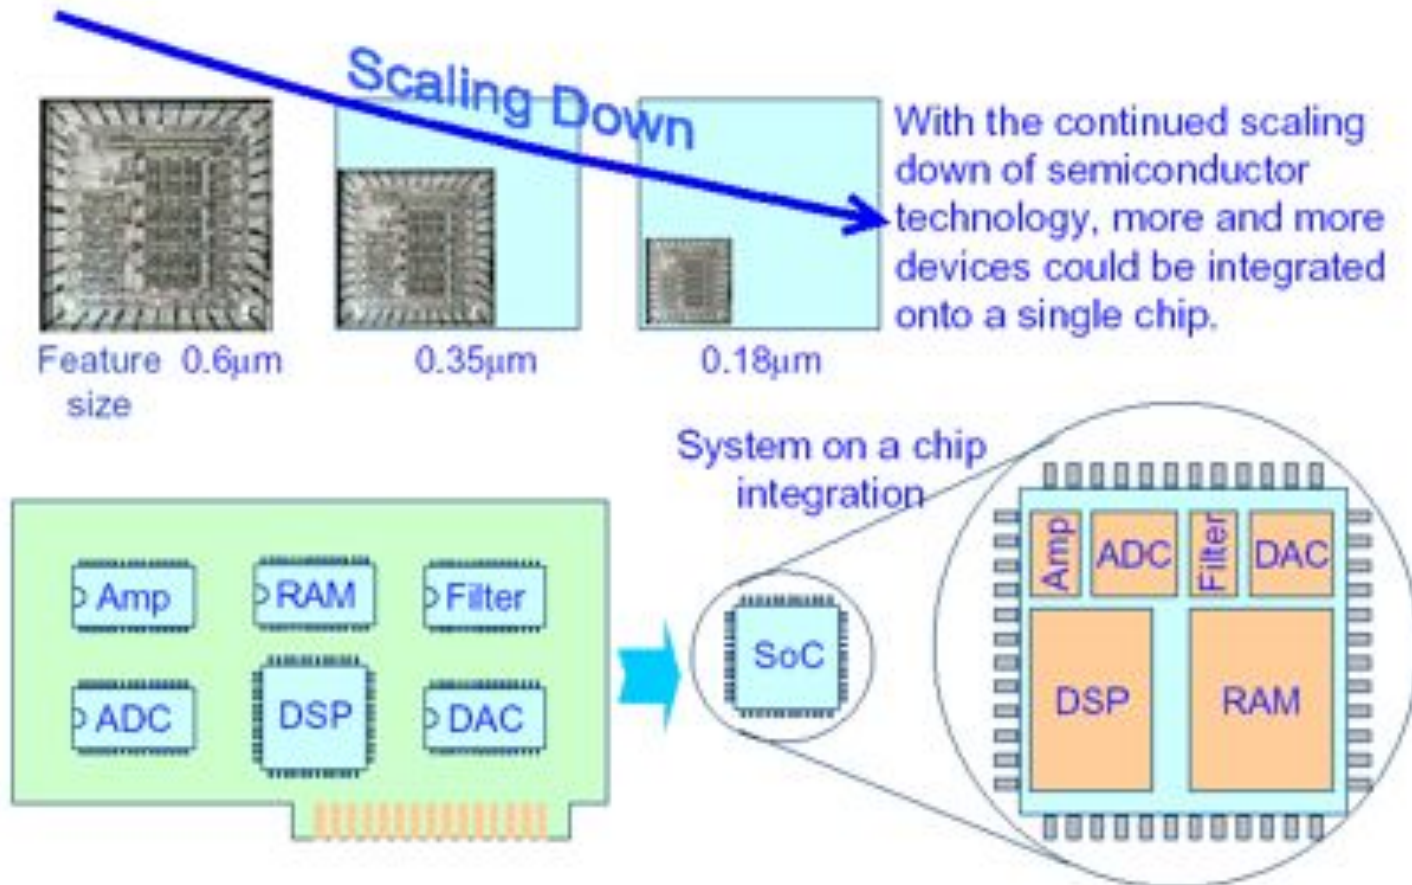 Scaling Down
With the continued scaling
down of semiconductor
technology, more and more
devices could be integrated
onto a single chip.
Feature 0.6μm
size
0.35μm
0.18μm
System on a chip
integration
Amp
RAM
Filter
ADC
DSP
DAC
SoC
Amp
ADC
Filter
DAC
DSP
RAM